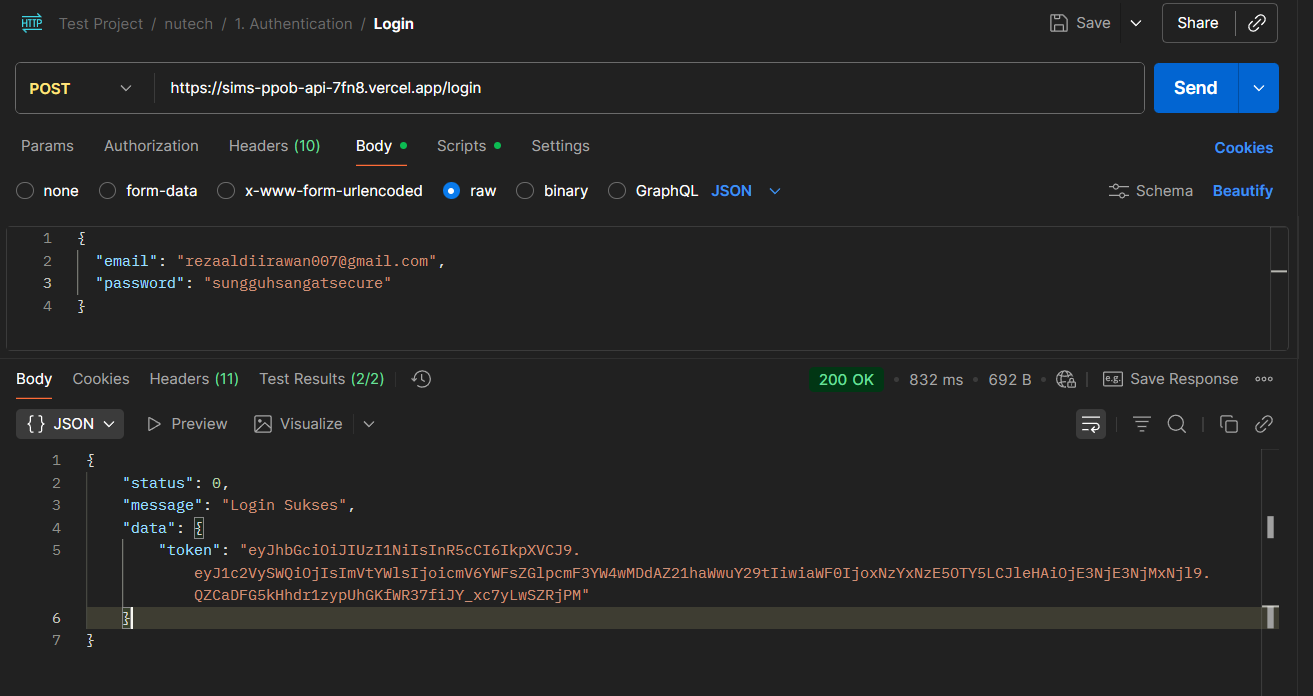 HTTP Test Project / nutech / 1. Authentication / Login Save Share
POST https://sims-ppob-api-7fn8.vercel.app/login Send
Params Authorization Headers (10) Body Scripts Settings Cookies
none form-data x-www-form-urlencoded raw binary GraphQL JSON Schema Beautify
1 {
2 "email": "rezaaldiirawan007@gmail.com",
3 "password": "sungguhsangatsecure"
4 }
Body Cookies Headers (11) Test Results (2/2) 200 OK • 832 ms • 692 B • e.g. Save Response
{} JSON Preview Visualize
1 {
2 "status": 0,
3 "message": "Login Sukses",
4 "data": {
5 "token": "eyJhbGciOiJIUzI1NiIsInR5cCI6IkpXVCJ9.
eyJ1c2VySWQiOjIsImVtYWlsIjoicmV6YWFsZGlpcmF3YW4wMDdAZ21haWwuY29tIiwiaWF0IjoxNzYxNzE5OTY5LCJleHAiOjE3NjE3NjMxNjl9.
QZCaDFG5kHhdr1zypUhGKfWR37fiJY_xc7yLwSZRjPM"
6 }
7 }